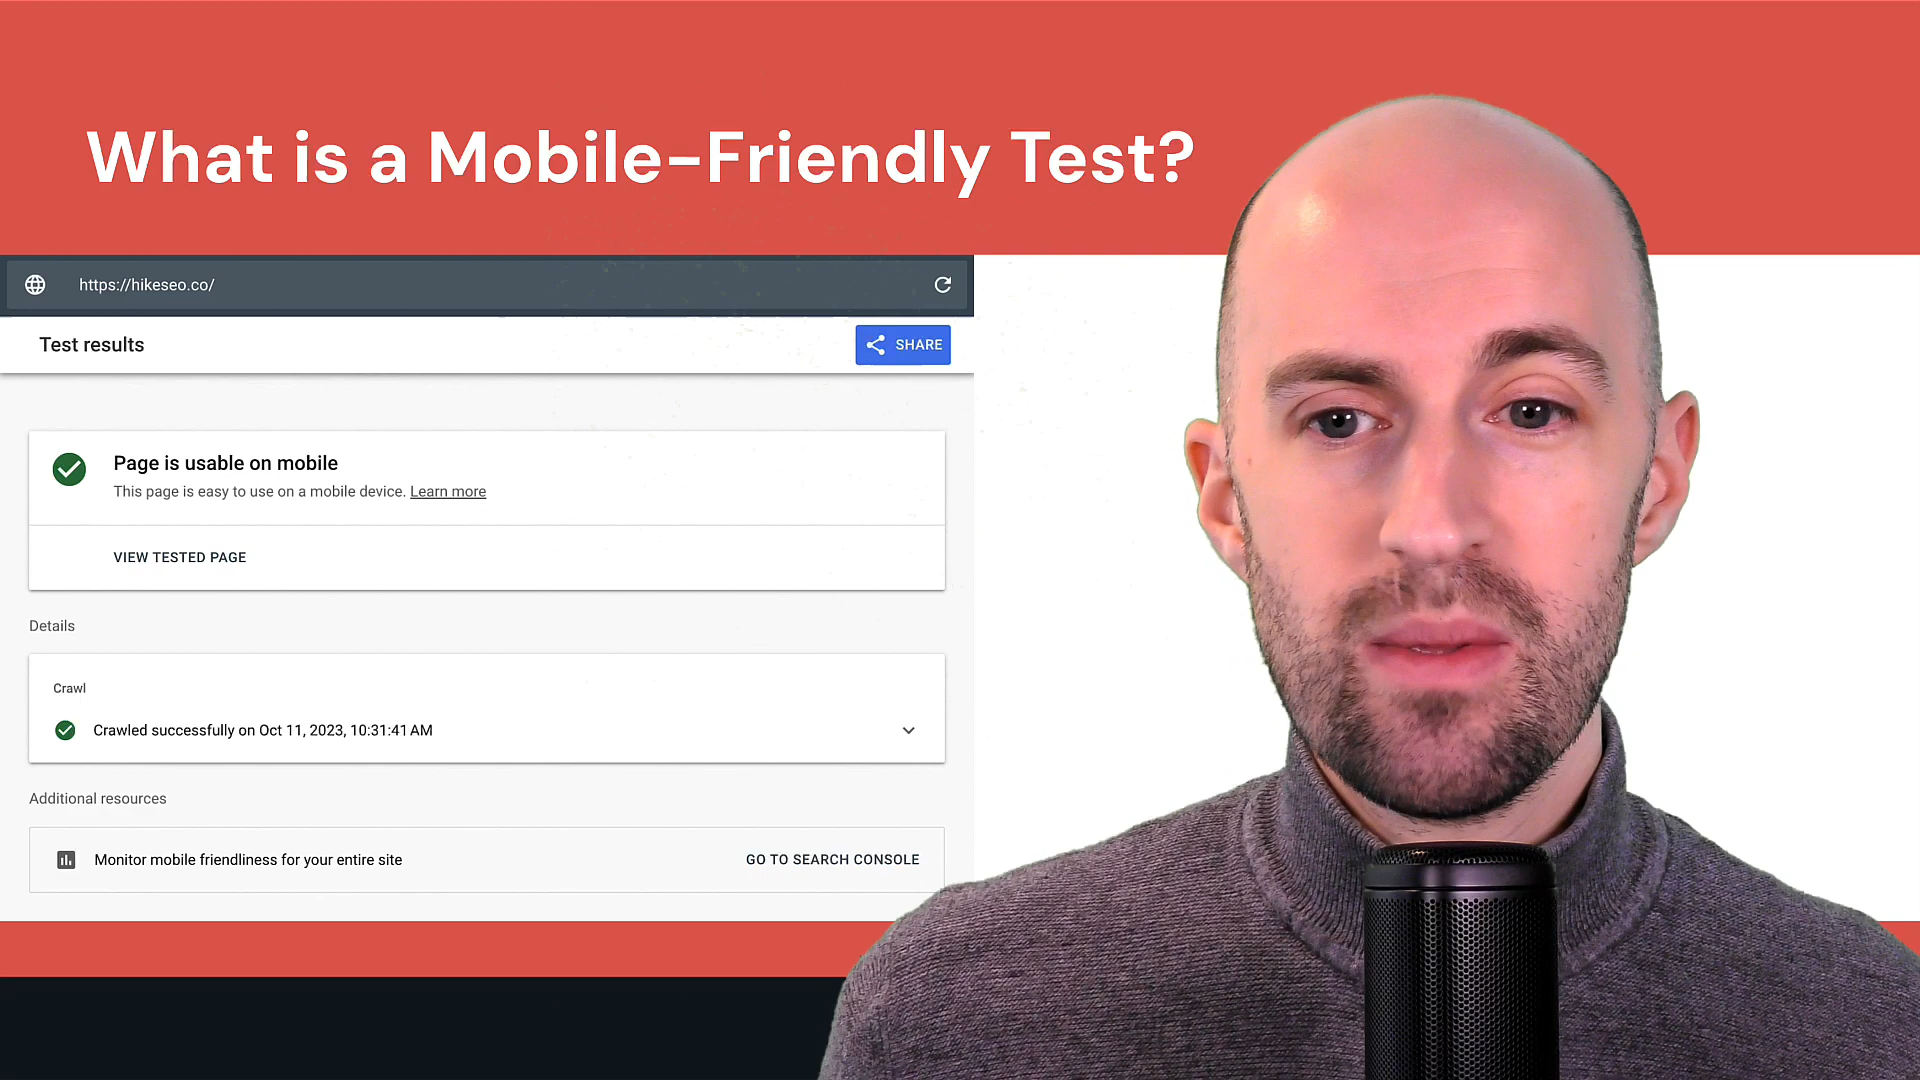 What is a Mobile-Friendly Test?
https://hikeseo.co/
Test results
SHARE
Page is usable on mobile
This page is easy to use on a mobile device. Learn more
VIEW TESTED PAGE
Details
Crawl
Crawled successfully on Oct 11, 2023, 10:31:41 AM
Additional resources
Monitor mobile friendliness for your entire site
GO TO SEARCH CONSOLE